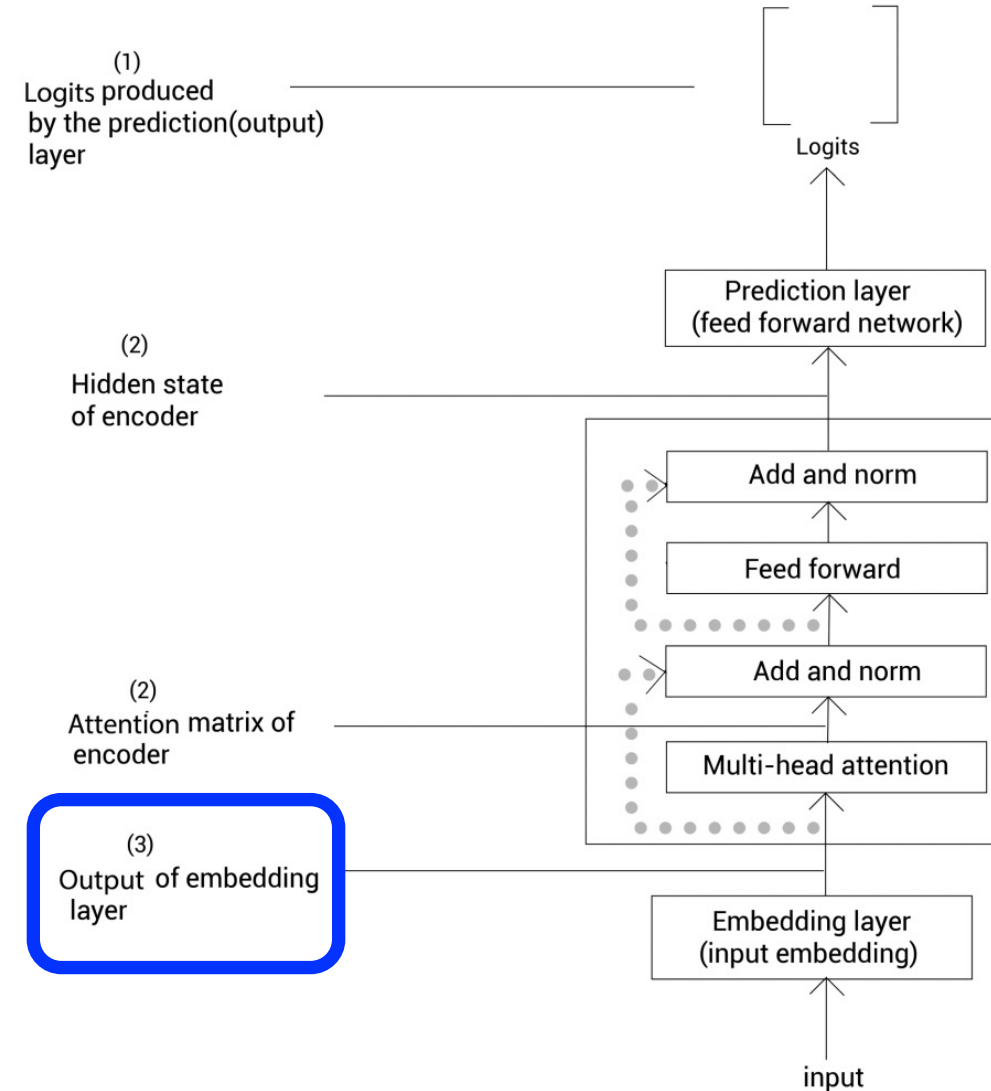 (1)
Logits produced
by the prediction(output)
layer
Logits
Prediction layer
(feed forward network)
(2)
Hidden state
of encoder
Add and norm
Feed forward
Add and norm
(2)
Attention matrix of
encoder
Multi-head attention
(3)
Output of embedding
layer
Embedding layer
(input embedding)
input